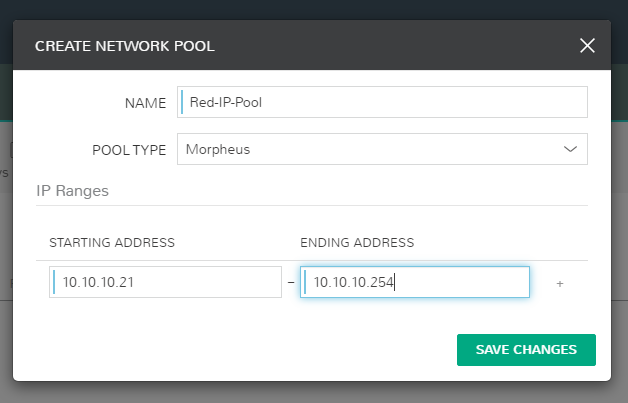 CREATE NETWORK POOL
NAME Red-IP-Pool
POOL TYPE Morpheus
IP Ranges
STARTING ADDRESS ENDING ADDRESS
10.10.10.21 – 10.10.10.254 +
SAVE CHANGES